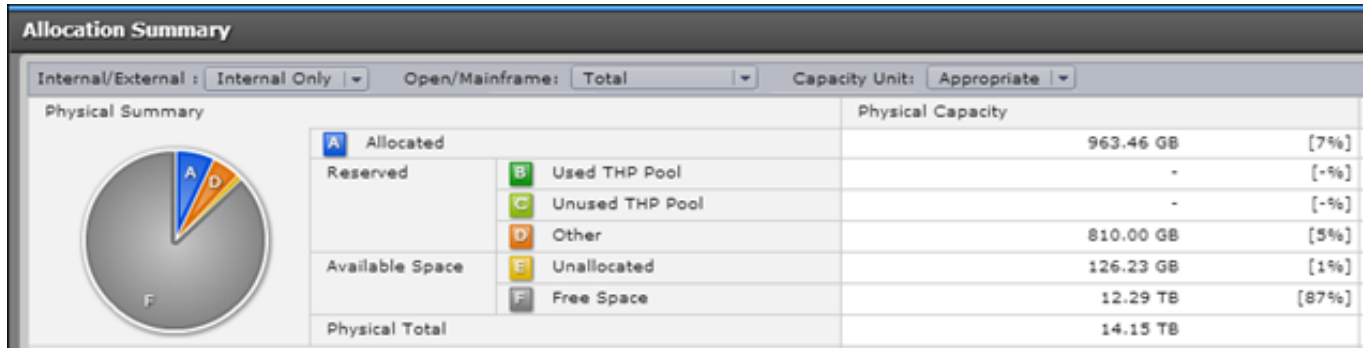 Allocation Summary
Internal/External : Internal Only Open/Mainframe: Total Capacity Unit: Appropriate
Physical Summary Physical Capacity
A Allocated 963.46 GB [7%]
Reserved B Used THP Pool - [-%]
C Unused THP Pool - [-%]
D Other 810.00 GB [5%]
Available Space E Unallocated 126.23 GB [1%]
F Free Space 12.29 TB [87%]
Physical Total 14.15 TB
A
D
F